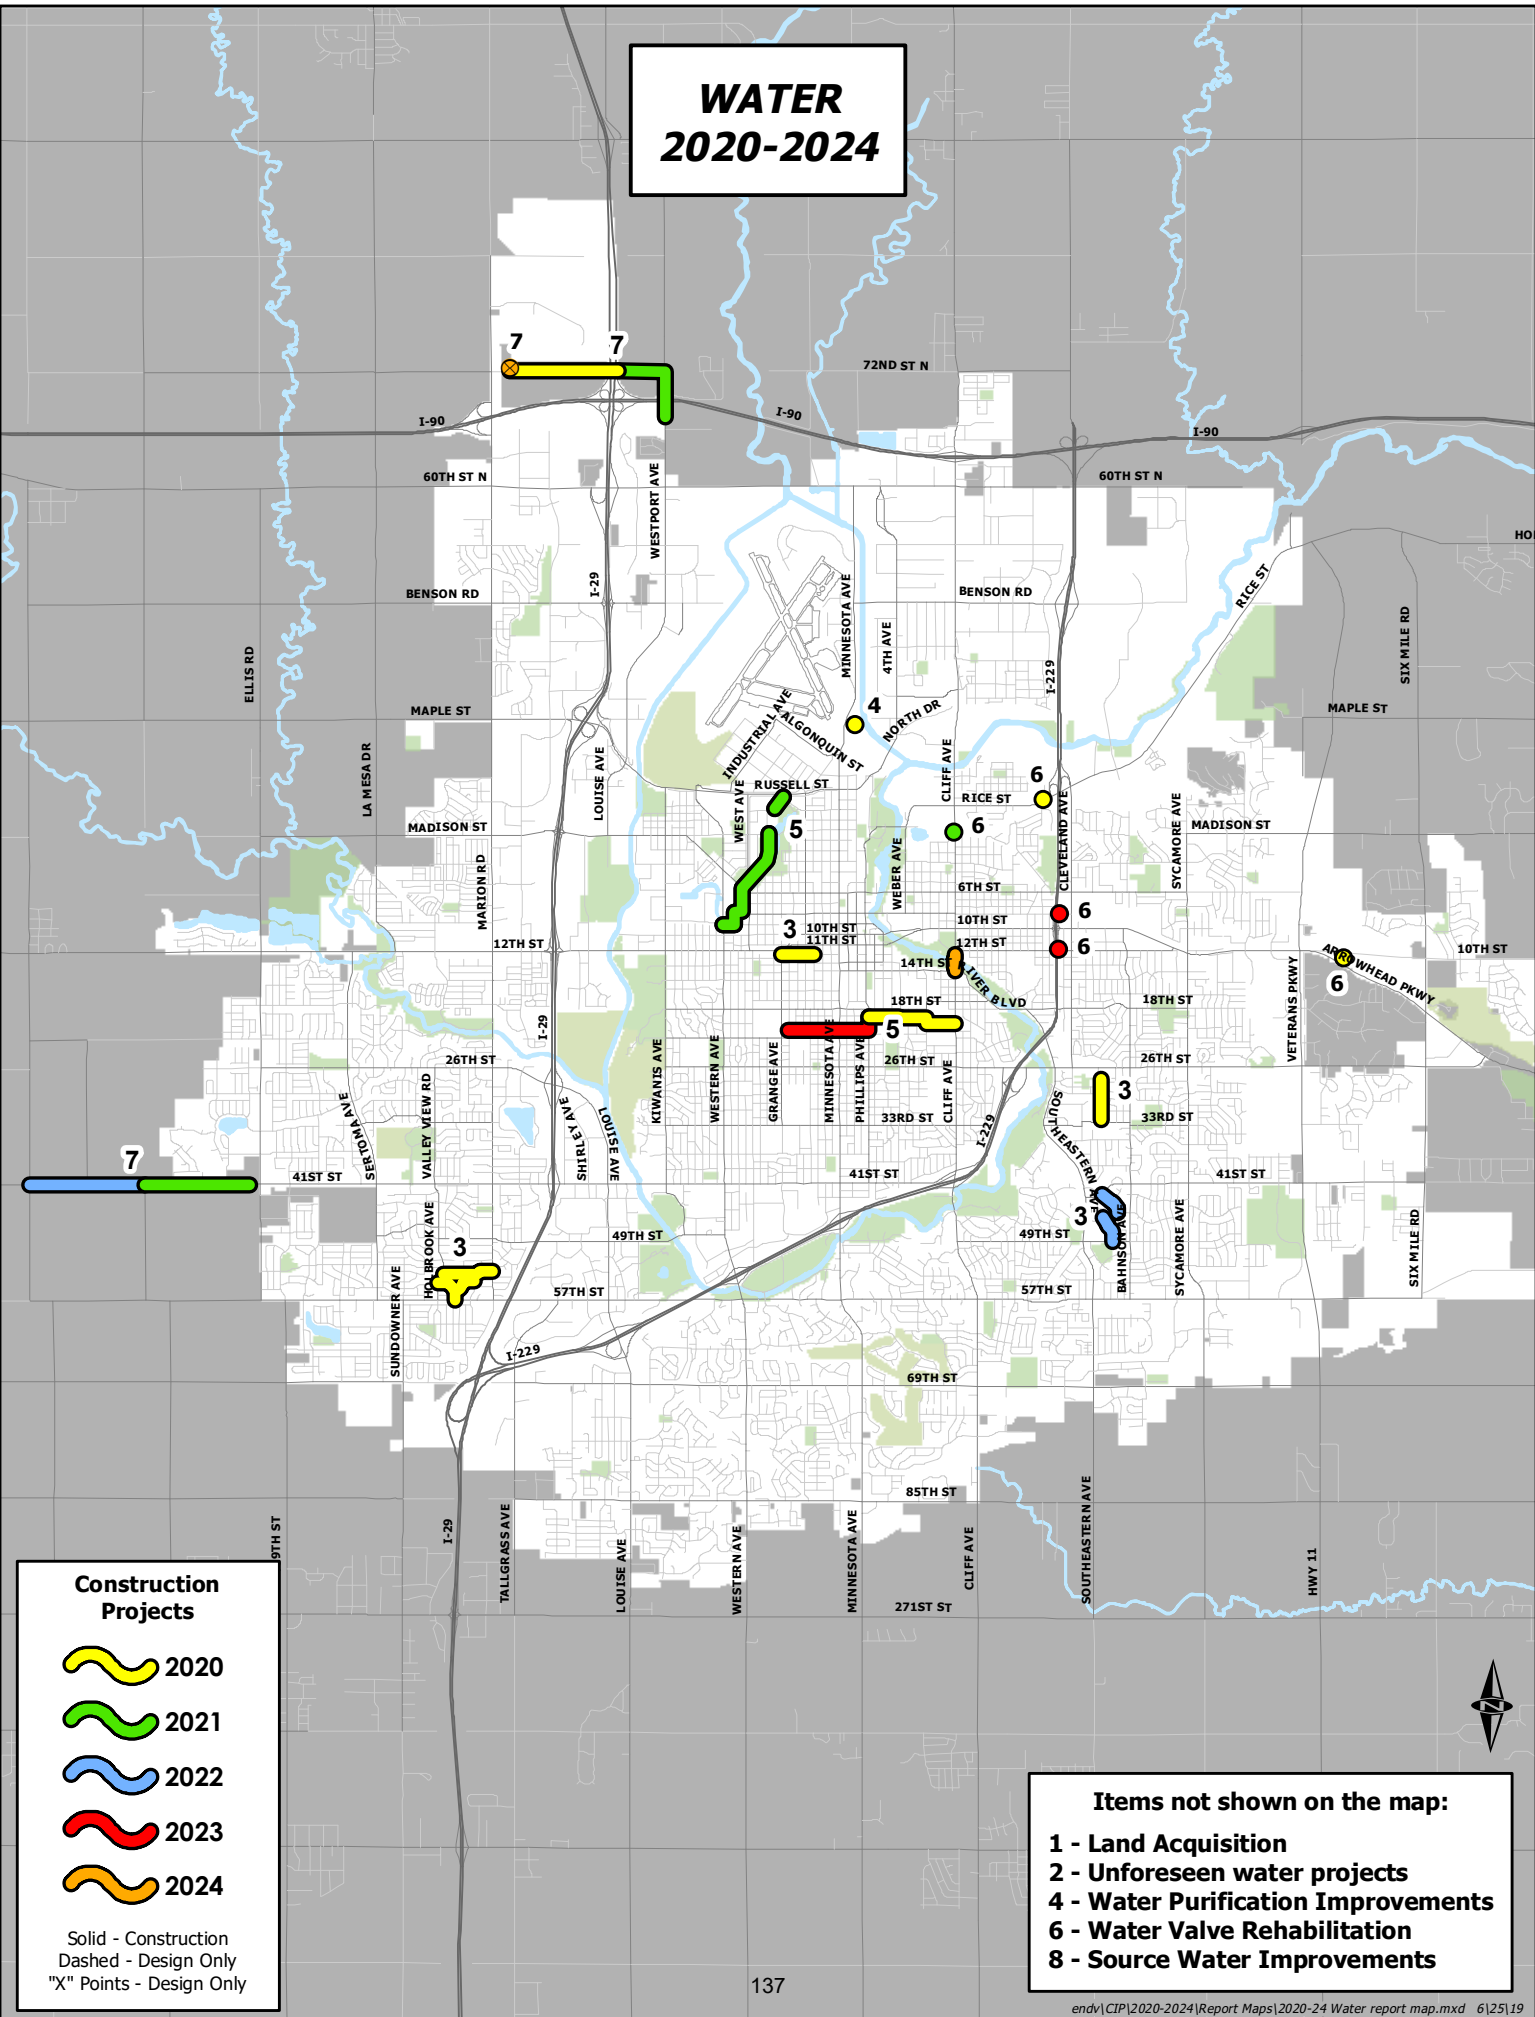 WATER
2020-2024
7
7
72ND ST N
I-90
I-90
I-90
60TH ST N
60TH ST N
WESTPORT AVE
I-29
BENSON RD
BENSON RD
MINNESOTA AVE
4TH AVE
RICE ST
SIX MILE RD
ELLIS RD
I-229
MAPLE ST
MAPLE ST
4
INDUSTRIAL AVE
ALGONQUIN ST
NORTH DR
LA MESA DR
LOUISE AVE
RUSSELL ST
WEST AVE
CLIFF AVE
RICE ST
6
CLEVELAND AVE
SYCAMORE AVE
MADISON ST
MADISON ST
5
6
WEBER AVE
MARION RD
6TH ST
6
10TH ST
10TH ST
3
11TH ST
12TH ST
12TH ST
6
10TH ST
14TH ST
RIVER BLVD
ARROWHEAD PKWY
6
VETERANS PKWY
18TH ST
18TH ST
5
I-29
26TH ST
26TH ST
26TH ST
KIWANIS AVE
WESTERN AVE
GRANGE AVE
MINNESOTA AVE
PHILLIPS AVE
CLIFF AVE
3
33RD ST
33RD ST
SERTOMA AVE
VALLEY VIEW RD
SHIRLEY AVE
LOUISE AVE
I-229
SOUTHEASTERN AVE
7
41ST ST
41ST ST
41ST ST
HOLBROOK AVE
3
BAHNSON AVE
SYCAMORE AVE
SIX MILE RD
49TH ST
49TH ST
3
57TH ST
57TH ST
SUNDOWNER AVE
I-229
69TH ST
85TH ST
9TH ST
I-29
TALLGRASS AVE
LOUISE AVE
WESTERN AVE
MINNESOTA AVE
CLIFF AVE
SOUTHEASTERN AVE
HWY 11
271ST ST
Construction
Projects
2020
2021
2022
2023
2024
Solid - Construction
Dashed - Design Only
"X" Points - Design Only
N
Items not shown on the map:
1 - Land Acquisition
2 - Unforeseen water projects
4 - Water Purification Improvements
6 - Water Valve Rehabilitation
8 - Source Water Improvements
137
endv\CIP\2020-2024\Report Maps\2020-24 Water report map.mxd 6\25\19